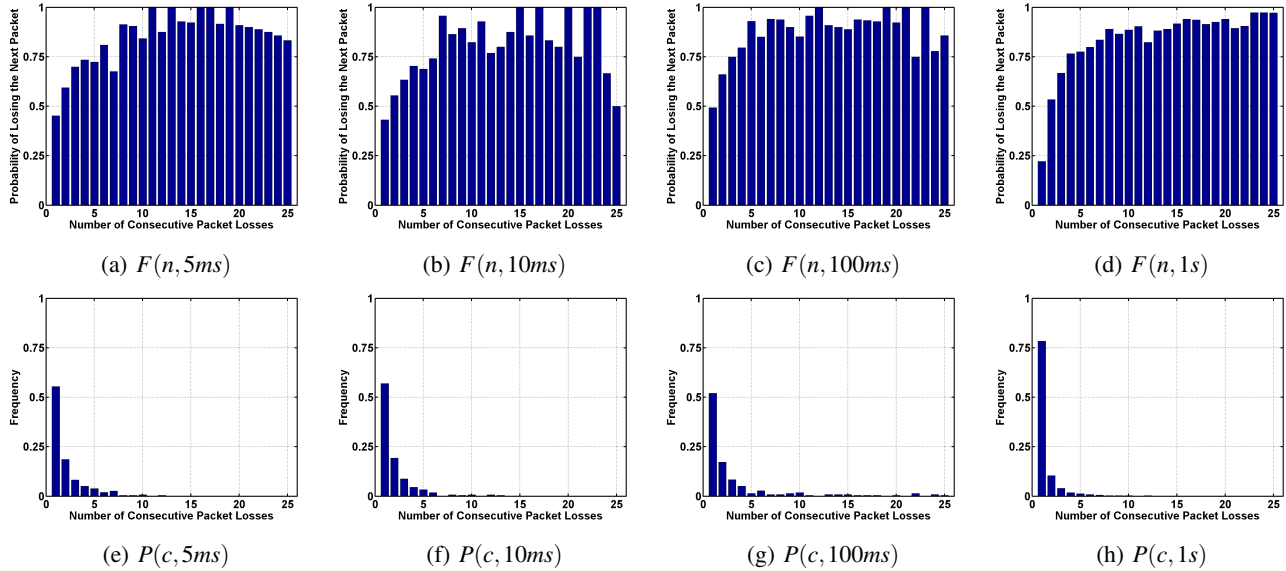 Probability of Losing the Next Packet
1
0.75
0.5
0.25
0
0 5 10 15 20 25
Number of Consecutive Packet Losses
(a) F(n,5ms)
Probability of Losing the Next Packet
1
0.75
0.5
0.25
0
0 5 10 15 20 25
Number of Consecutive Packet Losses
(b) F(n,10ms)
Probability of Losing the Next Packet
1
0.75
0.5
0.25
0
0 5 10 15 20 25
Number of Consecutive Packet Losses
(c) F(n,100ms)
Probability of Losing the Next Packet
1
0.75
0.5
0.25
0
0 5 10 15 20 25
Number of Consecutive Packet Losses
(d) F(n,1s)
Frequency
1
0.75
0.5
0.25
0
0 5 10 15 20 25
Number of Consecutive Packet Losses
(e) P(c,5ms)
Frequency
1
0.75
0.5
0.25
0
0 5 10 15 20 25
Number of Consecutive Packet Losses
(f) P(c,10ms)
Frequency
1
0.75
0.5
0.25
0
0 5 10 15 20 25
Number of Consecutive Packet Losses
(g) P(c,100ms)
Frequency
1
0.75
0.5
0.25
0
0 5 10 15 20 25
Number of Consecutive Packet Losses
(h) P(c,1s)